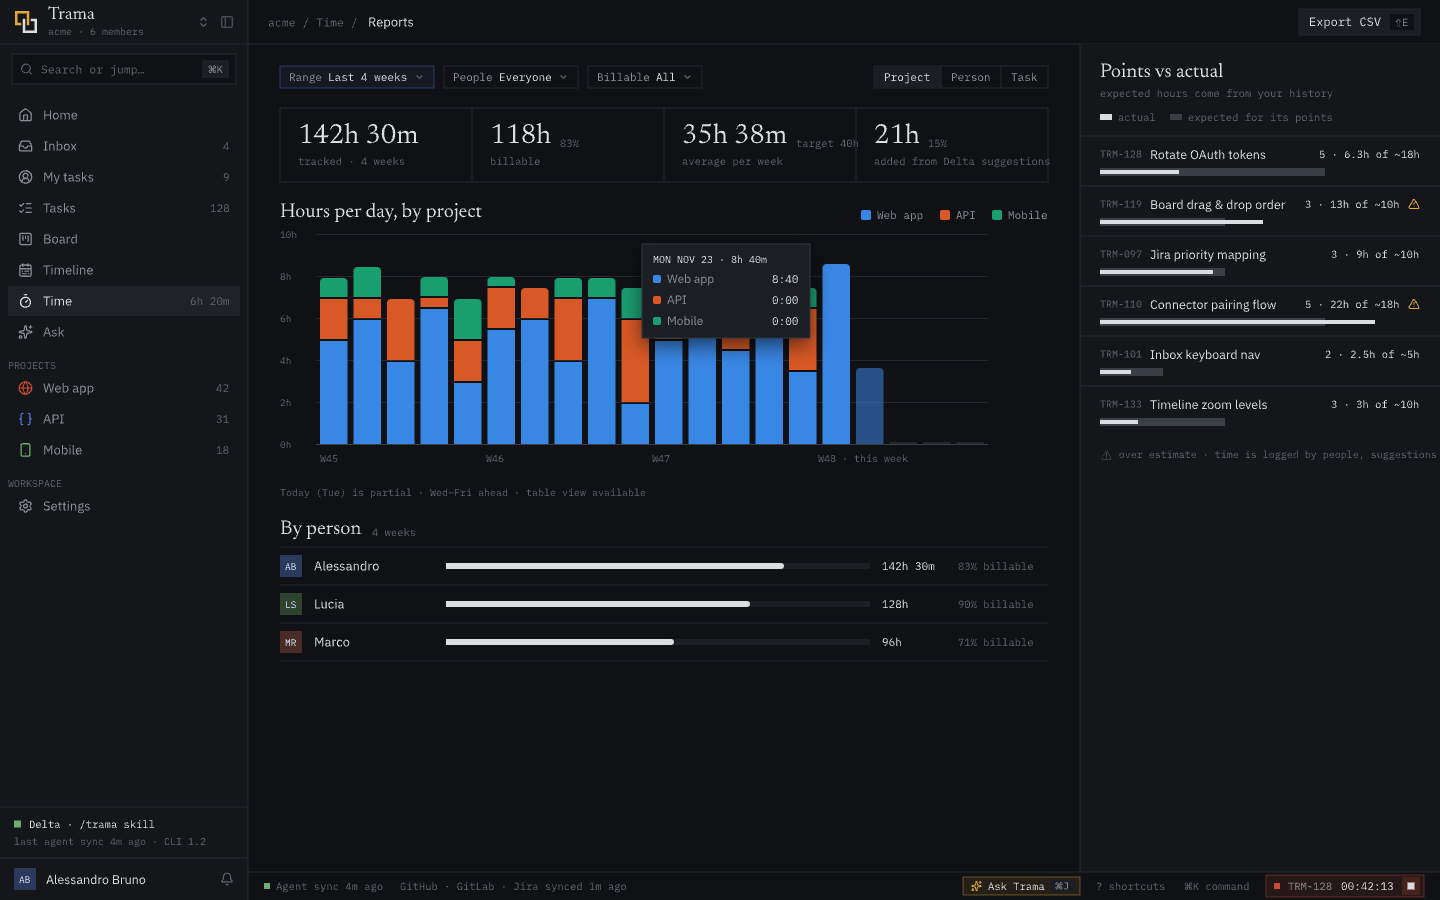 Trama
acme · 6 members
Search or jump…
⌘K
Home
Inbox 4
My tasks 9
Tasks 128
Board
Timeline
Time 6h 20m
Ask
PROJECTS
Web app 42
API 31
Mobile 18
WORKSPACE
Settings
Delta · /trama skill
last agent sync 4m ago · CLI 1.2
AB Alessandro Bruno
acme / Time / Reports
Export CSV ⇧E
Range Last 4 weeks
People Everyone
Billable All
Project Person Task
142h 30m
tracked · 4 weeks
118h 83%
billable
35h 38m target 40h
average per week
21h 15%
added from Delta suggestions
Hours per day, by project
Web app API Mobile
10h
8h
6h
4h
2h
0h
MON NOV 23 · 8h 40m
Web app 8:40
API 0:00
Mobile 0:00
W45 W46 W47 W48 · this week
Today (Tue) is partial · Wed–Fri ahead · table view available
By person 4 weeks
AB Alessandro 142h 30m 83% billable
LS Lucia 128h 90% billable
MR Marco 96h 71% billable
Points vs actual
expected hours come from your history
actual expected for its points
TRM-128 Rotate OAuth tokens 5 · 6.3h of ~18h
TRM-119 Board drag & drop order 3 · 13h of ~10h
TRM-097 Jira priority mapping 3 · 9h of ~10h
TRM-110 Connector pairing flow 5 · 22h of ~18h
TRM-101 Inbox keyboard nav 2 · 2.5h of ~5h
TRM-133 Timeline zoom levels 3 · 3h of ~10h
over estimate · time is logged by people, suggestions
Agent sync 4m ago GitHub · GitLab · Jira synced 1m ago
Ask Trama ⌘J
? shortcuts ⌘K command
TRM-128 00:42:13